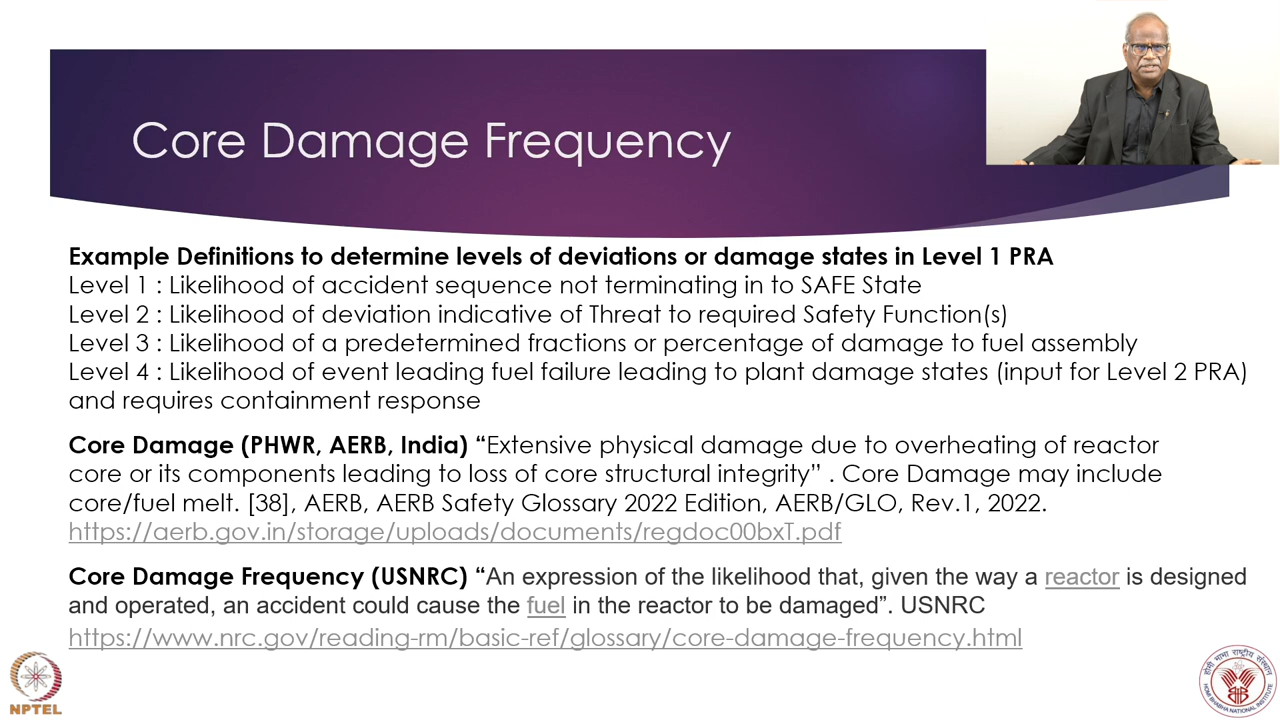 Core Damage Frequency
Example Definitions to determine levels of deviations or damage states in Level 1 PRA
Level 1 : Likelihood of accident sequence not terminating in to SAFE State
Level 2 : Likelihood of deviation indicative of Threat to required Safety Function(s)
Level 3 : Likelihood of a predetermined fractions or percentage of damage to fuel assembly
Level 4 : Likelihood of event leading fuel failure leading to plant damage states (input for Level 2 PRA)
and requires containment response
Core Damage (PHWR, AERB, India) “Extensive physical damage due to overheating of reactor
core or its components leading to loss of core structural integrity” . Core Damage may include
core/fuel melt. [38], AERB, AERB Safety Glossary 2022 Edition, AERB/GLO, Rev.1, 2022.
https://aerb.gov.in/storage/uploads/documents/regdoc00bxT.pdf
Core Damage Frequency (USNRC) “An expression of the likelihood that, given the way a reactor is designed
and operated, an accident could cause the fuel in the reactor to be damaged”. USNRC
https://www.nrc.gov/reading-rm/basic-ref/glossary/core-damage-frequency.html
NPTEL
होमी भाभा राष्ट्रीय संस्थान
HOMI BHABHA NATIONAL INSTITUTE